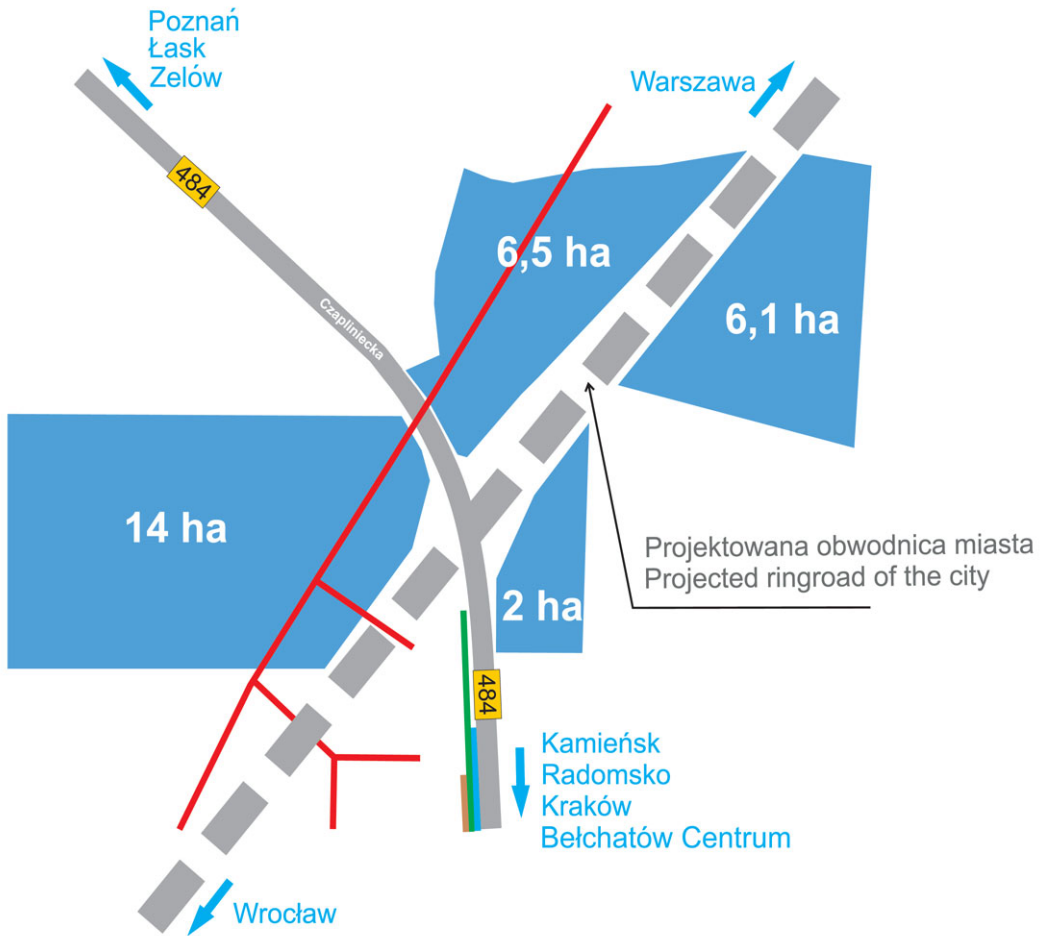 Poznań
Łask
Zelów
Warszawa
484
6,5 ha
Czapliniecka
6,1 ha
14 ha
Projektowana obwodnica miasta
Projected ringroad of the city
2 ha
484
Kamieńsk
Radomsko
Kraków
Bełchatów Centrum
Wrocław